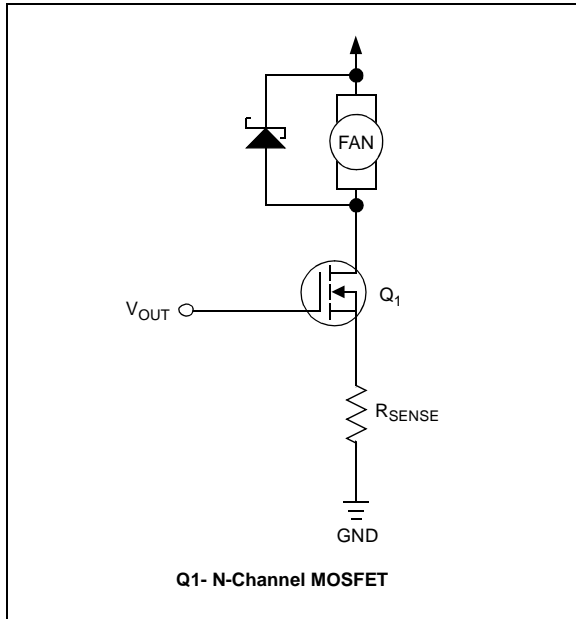 FAN
Q1
VOUT
RSENSE
GND
Q1- N-Channel MOSFET